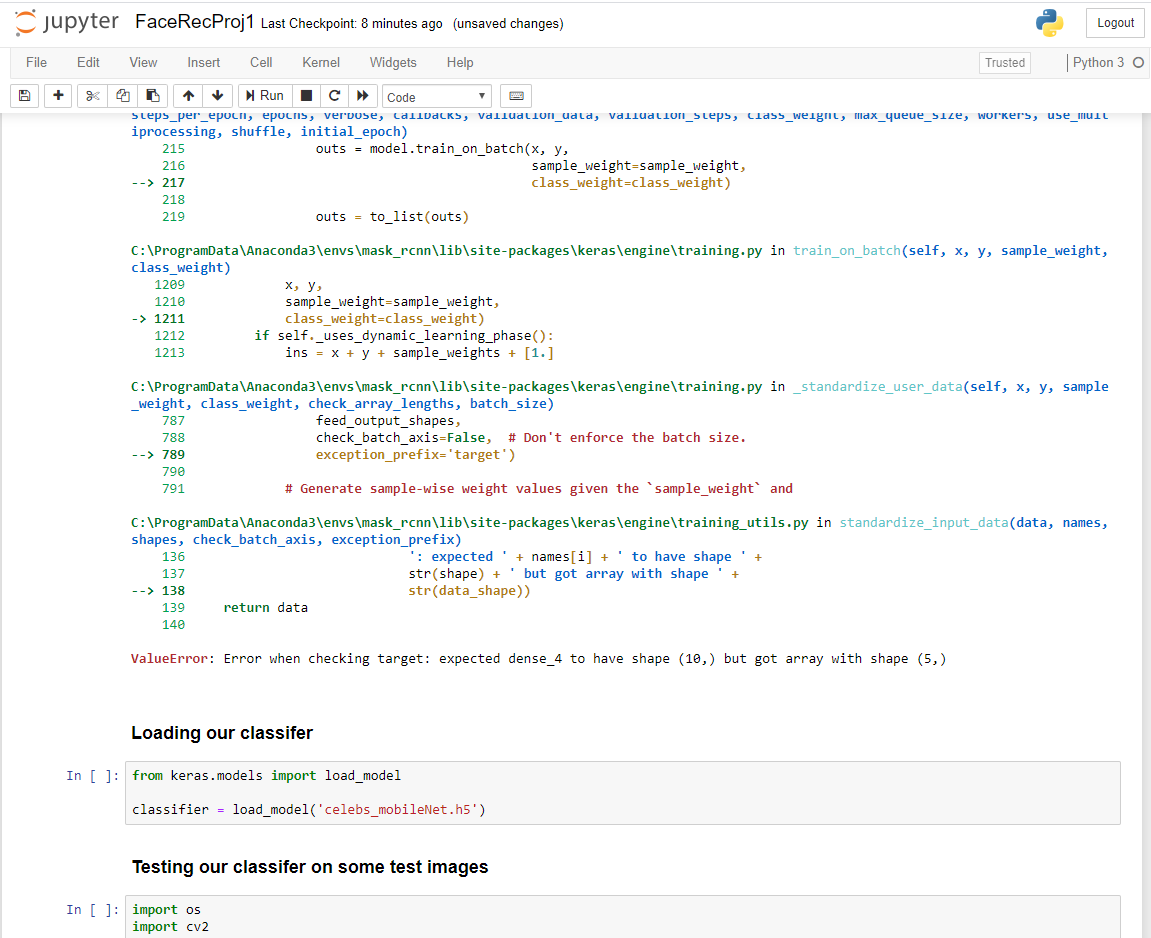 jupyter FaceRecProj1 Last Checkpoint: 8 minutes ago (unsaved changes) Logout
File Edit View Insert Cell Kernel Widgets Help Trusted Python 3
Run Code
steps_per_epoch, epochs, verbose, callbacks, validation_data, validation_steps, class_weight, max_queue_size, workers, use_mult
iprocessing, shuffle, initial_epoch)
215 outs = model.train_on_batch(x, y,
216 sample_weight=sample_weight,
--> 217 class_weight=class_weight)
218
219 outs = to_list(outs)
C:\ProgramData\Anaconda3\envs\mask_rcnn\lib\site-packages\keras\engine\training.py in train_on_batch(self, x, y, sample_weight,
class_weight)
1209 x, y,
1210 sample_weight=sample_weight,
-> 1211 class_weight=class_weight)
1212 if self._uses_dynamic_learning_phase():
1213 ins = x + y + sample_weights + [1.]
C:\ProgramData\Anaconda3\envs\mask_rcnn\lib\site-packages\keras\engine\training.py in _standardize_user_data(self, x, y, sample
_weight, class_weight, check_array_lengths, batch_size)
787 feed_output_shapes,
788 check_batch_axis=False, # Don't enforce the batch size.
--> 789 exception_prefix='target')
790
791 # Generate sample-wise weight values given the `sample_weight` and
C:\ProgramData\Anaconda3\envs\mask_rcnn\lib\site-packages\keras\engine\training_utils.py in standardize_input_data(data, names,
shapes, check_batch_axis, exception_prefix)
136 ': expected ' + names[i] + ' to have shape ' +
137 str(shape) + ' but got array with shape ' +
--> 138 str(data_shape))
139 return data
140
ValueError: Error when checking target: expected dense_4 to have shape (10,) but got array with shape (5,)
Loading our classifer
In [ ]: from keras.models import load_model
classifier = load_model('celebs_mobileNet.h5')
Testing our classifer on some test images
In [ ]: import os
import cv2